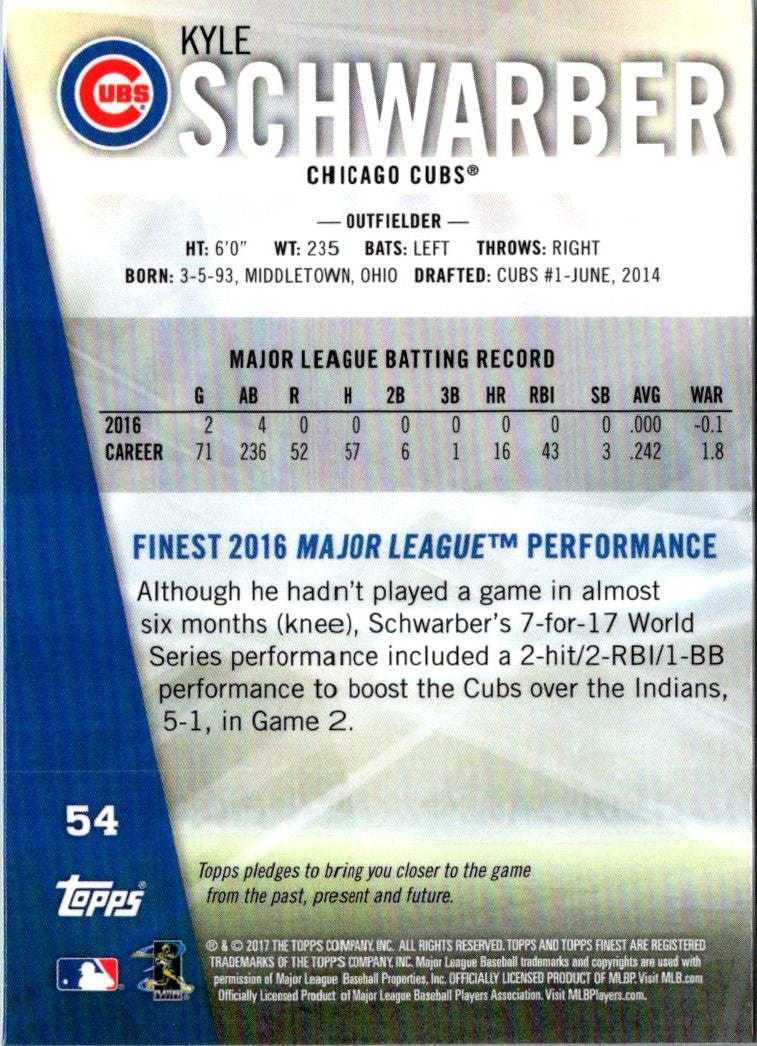 KYLE
CUBS®
SCHWARBER
CHICAGO CUBS®
— OUTFIELDER —
HT: 6'0" WT: 235 BATS: LEFT THROWS: RIGHT
BORN: 3-5-93, MIDDLETOWN, OHIO DRAFTED: CUBS #1-JUNE, 2014
MAJOR LEAGUE BATTING RECORD
G AB R H 2B 3B HR RBI SB AVG WAR
2016 2 4 0 0 0 0 0 0 0 .000 -0.1
CAREER 71 236 52 57 6 1 16 43 3 .242 1.8
FINEST 2016 MAJOR LEAGUE™ PERFORMANCE
Although he hadn't played a game in almost
six months (knee), Schwarber's 7-for-17 World
Series performance included a 2-hit/2-RBI/1-BB
performance to boost the Cubs over the Indians,
5-1, in Game 2.
54
Topps pledges to bring you closer to the game
from the past, present and future.
Topps®
® & © 2017 THE TOPPS COMPANY, INC. ALL RIGHTS RESERVED. TOPPS AND TOPPS FINEST ARE REGISTERED
TRADEMARKS OF THE TOPPS COMPANY, INC. Major League Baseball trademarks and copyrights are used with
permission of Major League Baseball Properties, Inc. OFFICIALLY LICENSED PRODUCT OF MLBP. Visit MLB.com
Officially Licensed Product of Major League Baseball Players Association. Visit MLBPlayers.com.